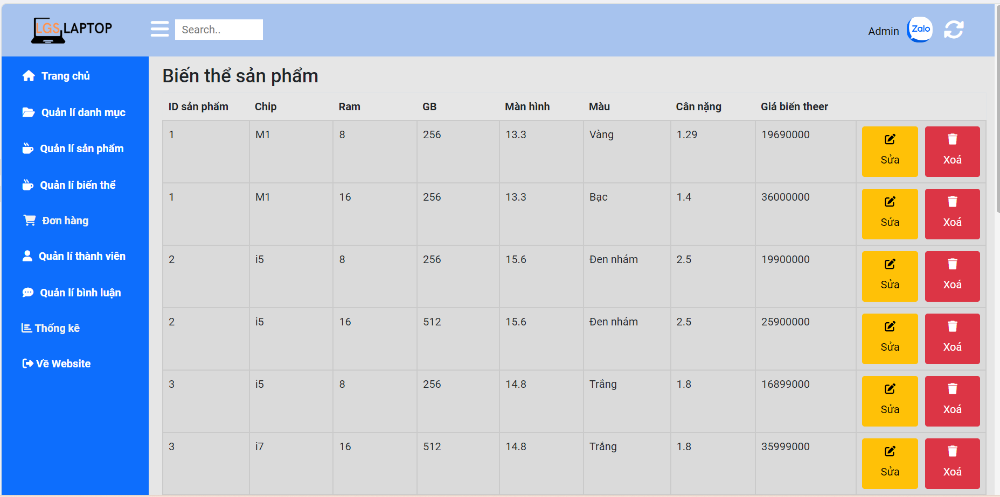 LGS LAPTOP
Search..
Admin
Zalo
Trang chủ
Quản lí danh mục
Quản lí sản phẩm
Quản lí biến thể
Đơn hàng
Quản lí thành viên
Quản lí bình luận
Thống kê
Về Website
Biến thể sản phẩm
ID sản phẩm Chip Ram GB Màn hình Màu Cân nặng Giá biến theer
1 M1 8 256 13.3 Vàng 1.29 19690000 Sửa Xoá
1 M1 16 256 13.3 Bạc 1.4 36000000 Sửa Xoá
2 i5 8 256 15.6 Đen nhám 2.5 19900000 Sửa Xoá
2 i5 16 512 15.6 Đen nhám 2.5 25900000 Sửa Xoá
3 i5 8 256 14.8 Trắng 1.8 16899000 Sửa Xoá
3 i7 16 512 14.8 Trắng 1.8 35999000 Sửa Xoá